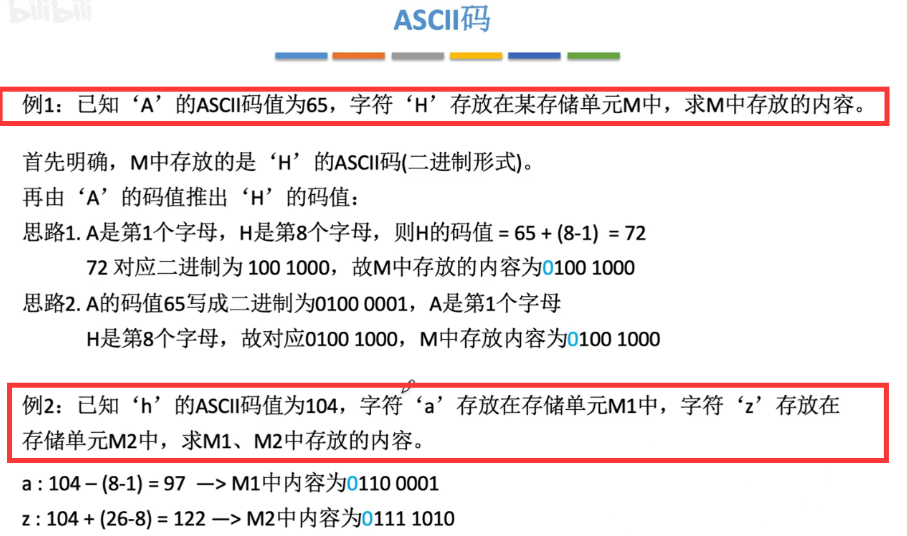 bilibili
ASCII码
例1：已知‘A’的ASCII码值为65，字符‘H’存放在某存储单元M中，求M中存放的内容。
首先明确，M中存放的是‘H’的ASCII码(二进制形式)。
再由‘A’的码值推出‘H’的码值：
思路1. A是第1个字母，H是第8个字母，则H的码值 = 65 + (8-1) = 72
72 对应二进制为 100 1000，故M中存放的内容为0100 1000
思路2. A的码值65写成二进制为0100 0001，A是第1个字母
H是第8个字母，故对应0100 1000，M中存放内容为0100 1000
例2：已知‘h’的ASCII码值为104，字符‘a’存放在存储单元M1中，字符‘z’存放在
存储单元M2中，求M1、M2中存放的内容。
a : 104 – (8-1) = 97 —> M1中内容为0110 0001
z : 104 + (26-8) = 122 —> M2中内容为0111 1010